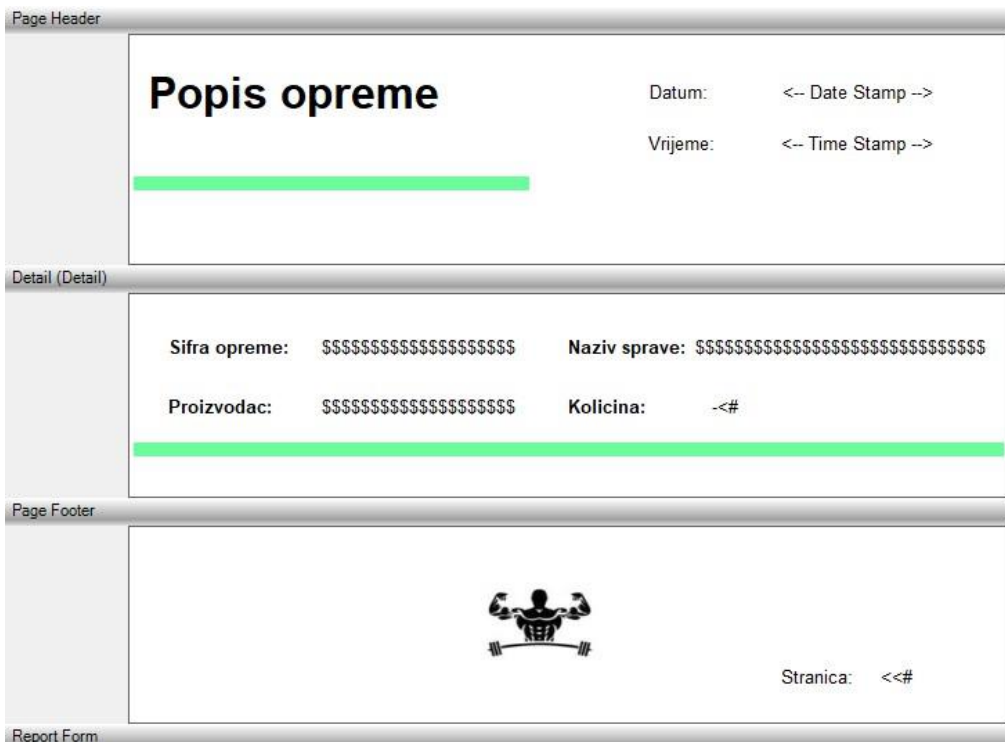 Page Header
Popis opreme
Datum: <-- Date Stamp -->
Vrijeme: <-- Time Stamp -->
Detail (Detail)
Sifra opreme: $$$$$$$$$$$$$$$$$$$$ Naziv sprave: $$$$$$$$$$$$$$$$$$$$$$$$$$$$$$
Proizvodac: $$$$$$$$$$$$$$$$$$$$ Kolicina: -<#
Page Footer
Stranica: <<#
Report Form